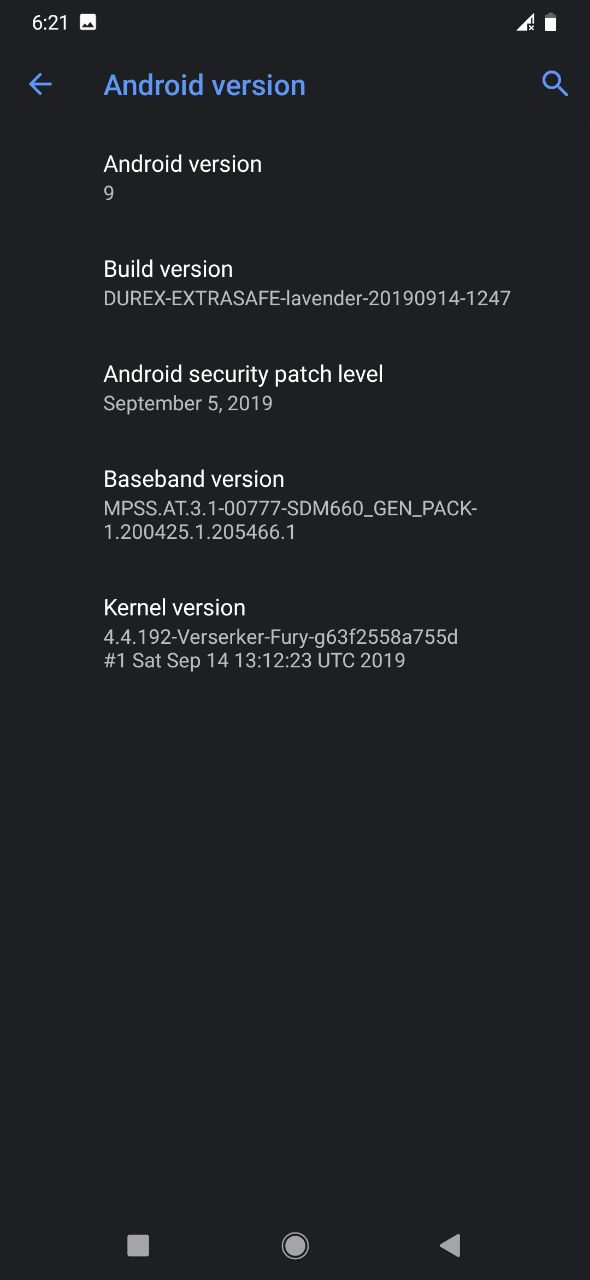 6:21
Android version
Android version
9
Build version
DUREX-EXTRASAFE-lavender-20190914-1247
Android security patch level
September 5, 2019
Baseband version
MPSS.AT.3.1-00777-SDM660_GEN_PACK-
1.200425.1.205466.1
Kernel version
4.4.192-Verserker-Fury-g63f2558a755d
#1 Sat Sep 14 13:12:23 UTC 2019